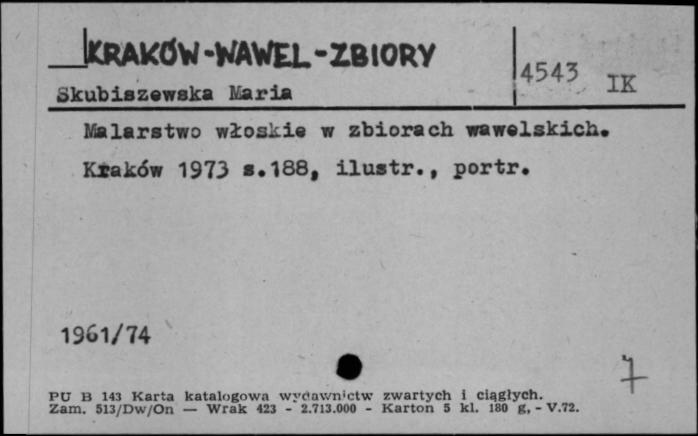 KRAKÓW-WAWEL-ZBIORY
4543 IK
Skubiszewska Maria
Malarstwo włoskie w zbiorach wawelskich.
Kraków 1973 s.188, ilustr., portr.
1961/74
7
PU B 143 Karta katalogowa wydawnictw zwartych i ciągłych.
Zam. 513/Dw/On — Wrak 423 - 2.713.000 - Karton 5 kl. 180 g, - V.72.